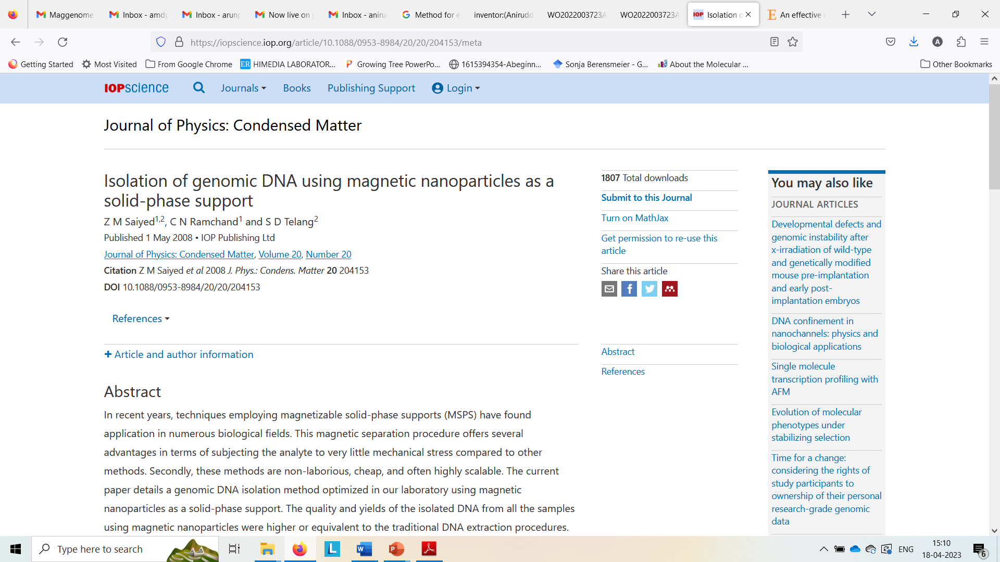 Maggenome
Inbox - amdp
Inbox - arunp
Now live on y
Inbox - aniru
Method for e
inventor:(Anirudd
WO2022003723A
WO2022003723A
IOP Isolation o
E An effective r
https://iopscience.iop.org/article/10.1088/0953-8984/20/20/204153/meta
A
Getting Started
Most Visited
From Google Chrome
ER HIMEDIA LABORATOR...
P Growing Tree PowerPo...
1615394354-Abeginn...
Sonja Berensmeier - G...
About the Molecular ...
Other Bookmarks
IOPscience
Journals
Books
Publishing Support
Login
Journal of Physics: Condensed Matter
Isolation of genomic DNA using magnetic nanoparticles as a
solid-phase support
Z M Saiyed1,2, C N Ramchand1 and S D Telang2
Published 1 May 2008 • IOP Publishing Ltd
Journal of Physics: Condensed Matter, Volume 20, Number 20
Citation Z M Saiyed et al 2008 J. Phys.: Condens. Matter 20 204153
DOI 10.1088/0953-8984/20/20/204153
References
+ Article and author information
Abstract
In recent years, techniques employing magnetizable solid-phase supports (MSPS) have found
application in numerous biological fields. This magnetic separation procedure offers several
advantages in terms of subjecting the analyte to very little mechanical stress compared to other
methods. Secondly, these methods are non-laborious, cheap, and often highly scalable. The current
paper details a genomic DNA isolation method optimized in our laboratory using magnetic
nanoparticles as a solid-phase support. The quality and yields of the isolated DNA from all the samples
using magnetic nanoparticles were higher or equivalent to the traditional DNA extraction procedures.
1807 Total downloads
Submit to this Journal
Turn on MathJax
Get permission to re-use this
article
Share this article
Abstract
References
You may also like
JOURNAL ARTICLES
Developmental defects and
genomic instability after
x-irradiation of wild-type
and genetically modified
mouse pre-implantation
and early post-
implantation embryos
DNA confinement in
nanochannels: physics and
biological applications
Single molecule
transcription profiling with
AFM
Evolution of molecular
phenotypes under
stabilizing selection
Time for a change:
considering the rights of
study participants to
ownership of their personal
research-grade genomic
data
Type here to search
L
W
P
ENG
15:10
18-04-2023
6